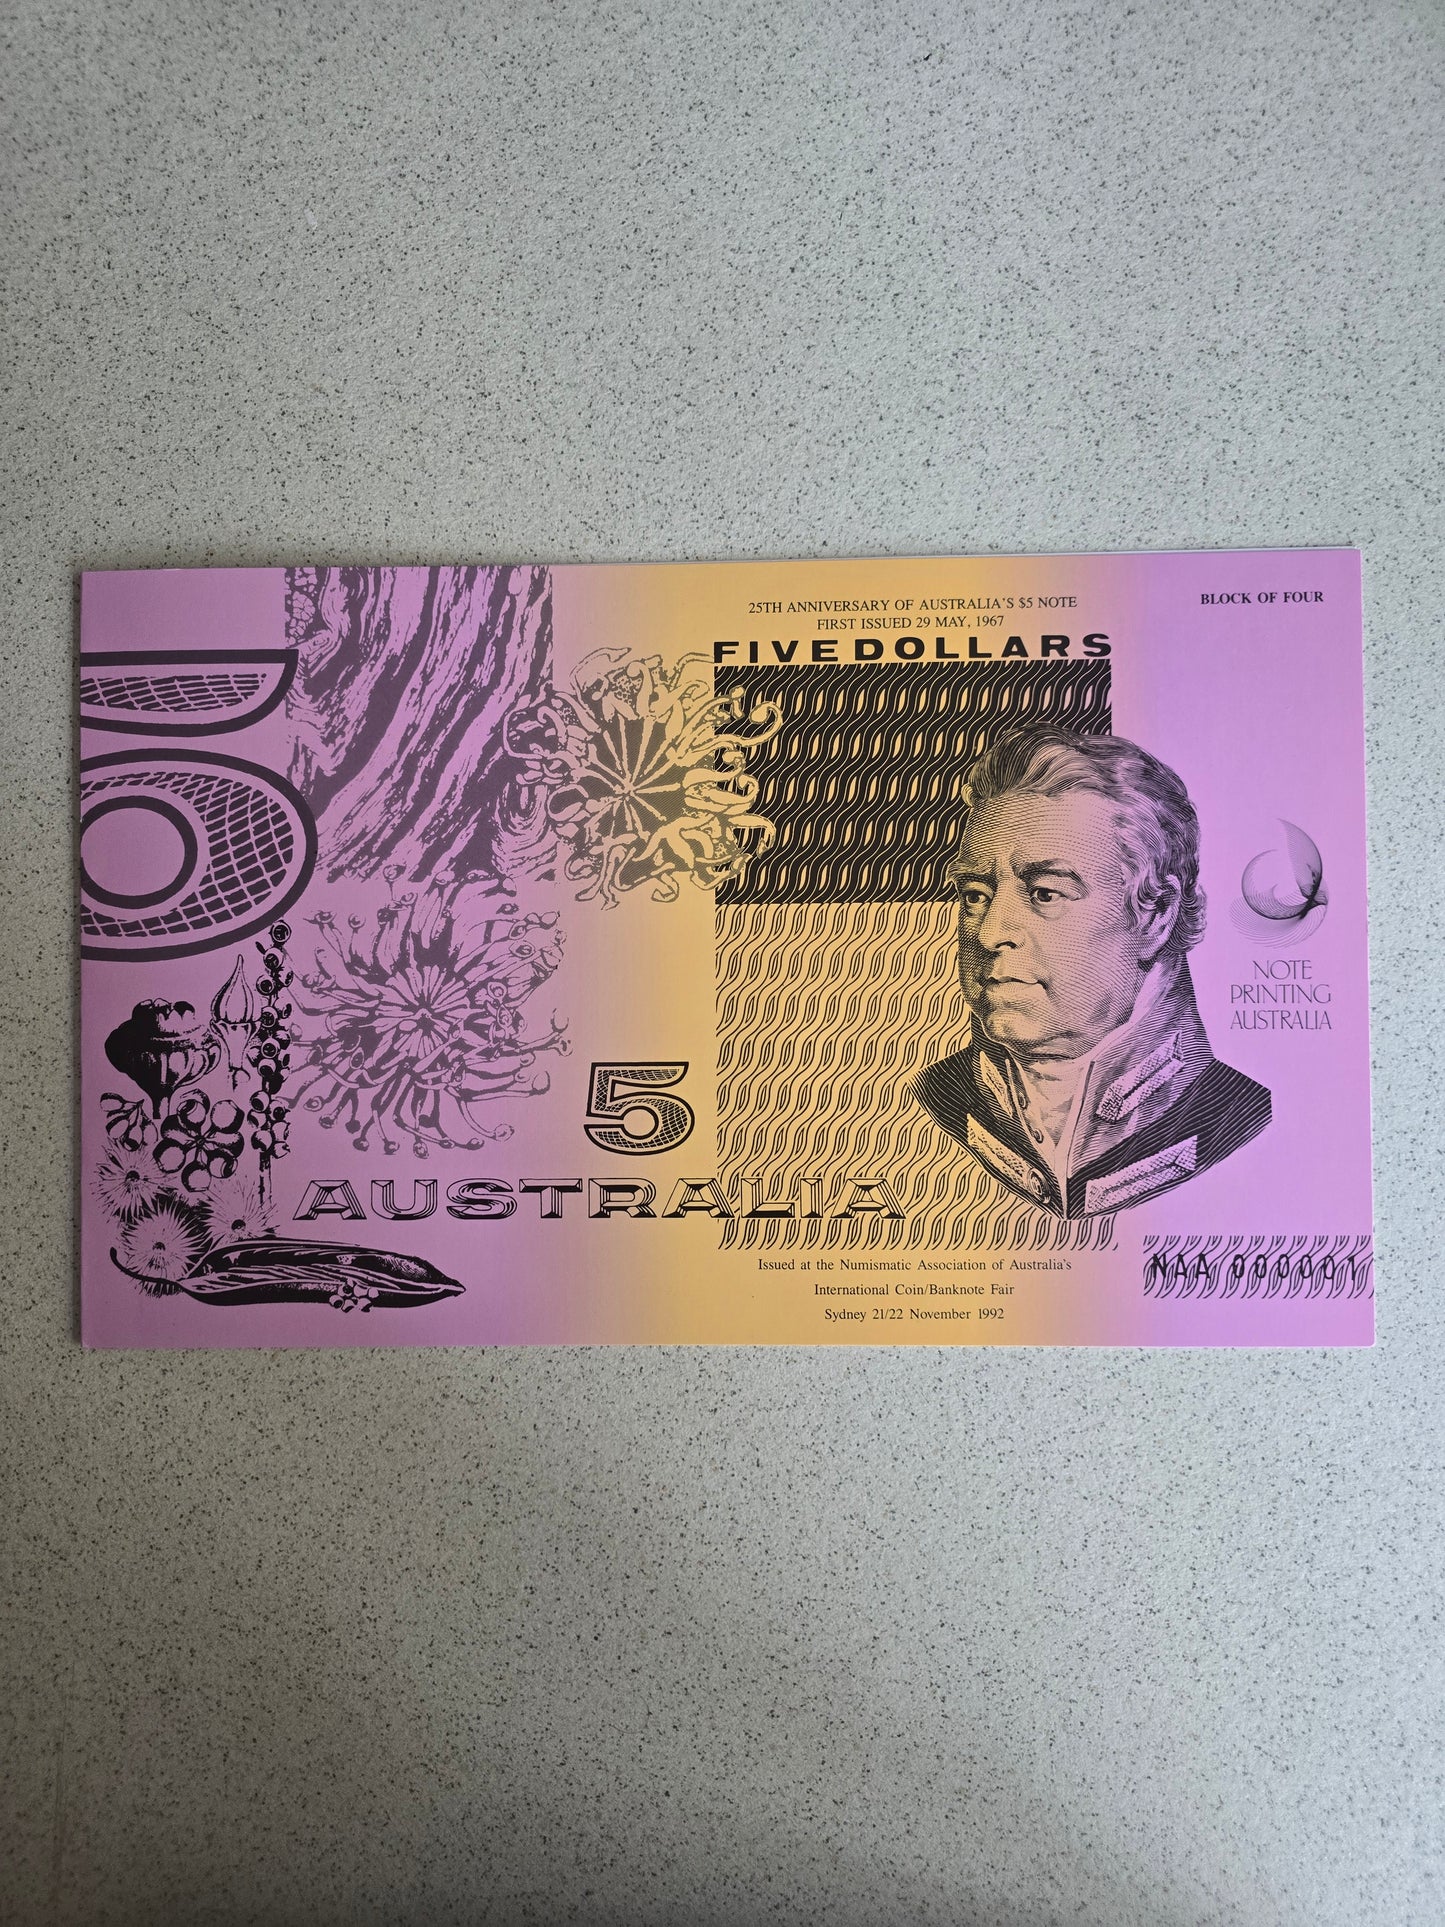 25TH ANNIVERSARY OF AUSTRALIA'S $5 NOTE
FIRST ISSUED 29 MAY, 1967
BLOCK OF FOUR
FIVE DOLLARS
NOTE
PRINTING
AUSTRALIA
5
AUSTRALIA
Issued at the Numismatic Association of Australia's
International Coin/Banknote Fair
Sydney 21/22 November 1992
NAA 000001